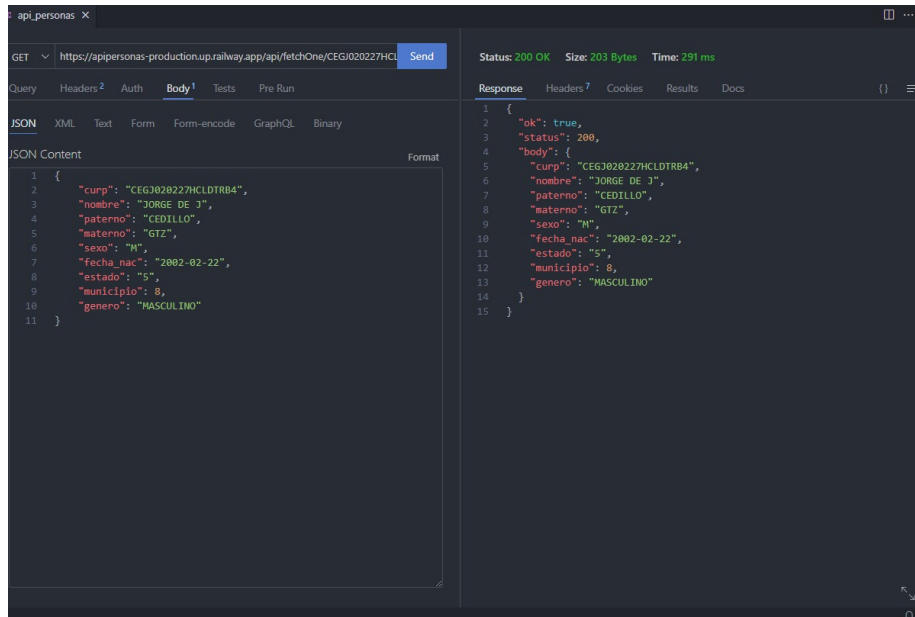 api_personas ×
GET https://apipersonas-production.up.railway.app/api/fetchOne/CEGJ020227HCL Send
Query Headers 2 Auth Body 1 Tests Pre Run
JSON XML Text Form Form-encode GraphQL Binary
JSON Content Format
1 {
2 "curp": "CEGJ020227HCLDTRB4",
3 "nombre": "JORGE DE J",
4 "paterno": "CEDILLO",
5 "materno": "GTZ",
6 "sexo": "M",
7 "fecha_nac": "2002-02-22",
8 "estado": "5",
9 "municipio": 8,
10 "genero": "MASCULINO"
11 }
Status: 200 OK Size: 203 Bytes Time: 291 ms
Response Headers 7 Cookies Results Docs {}
1 {
2 "ok": true,
3 "status": 200,
4 "body": {
5 "curp": "CEGJ020227HCLDTRB4",
6 "nombre": "JORGE DE J",
7 "paterno": "CEDILLO",
8 "materno": "GTZ",
9 "sexo": "M",
10 "fecha_nac": "2002-02-22",
11 "estado": "5",
12 "municipio": 8,
13 "genero": "MASCULINO"
14 }
15 }